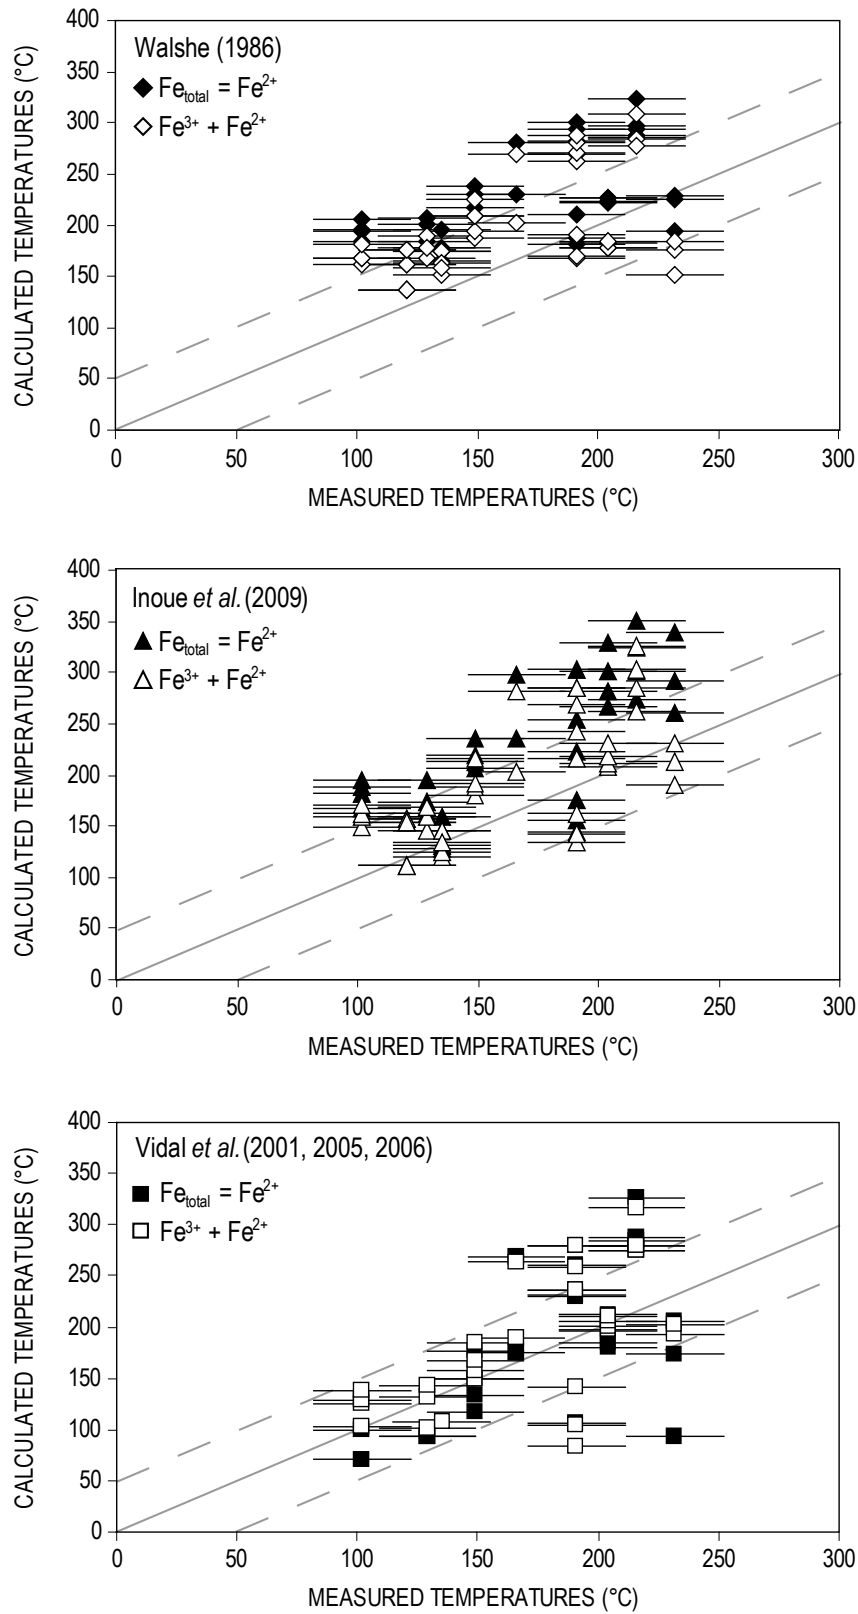 Walshe (1986)
Fe_total = Fe²⁺
Fe³⁺ + Fe²⁺
CALCULATED TEMPERATURES (°C)
400
350
300
250
200
150
100
50
0
0 50 100 150 200 250 300
MEASURED TEMPERATURES (°C)
Inoue et al. (2009)
Fe_total = Fe²⁺
Fe³⁺ + Fe²⁺
CALCULATED TEMPERATURES (°C)
400
350
300
250
200
150
100
50
0
0 50 100 150 200 250 300
MEASURED TEMPERATURES (°C)
Vidal et al. (2001, 2005, 2006)
Fe_total = Fe²⁺
Fe³⁺ + Fe²⁺
CALCULATED TEMPERATURES (°C)
400
350
300
250
200
150
100
50
0
0 50 100 150 200 250 300
MEASURED TEMPERATURES (°C)